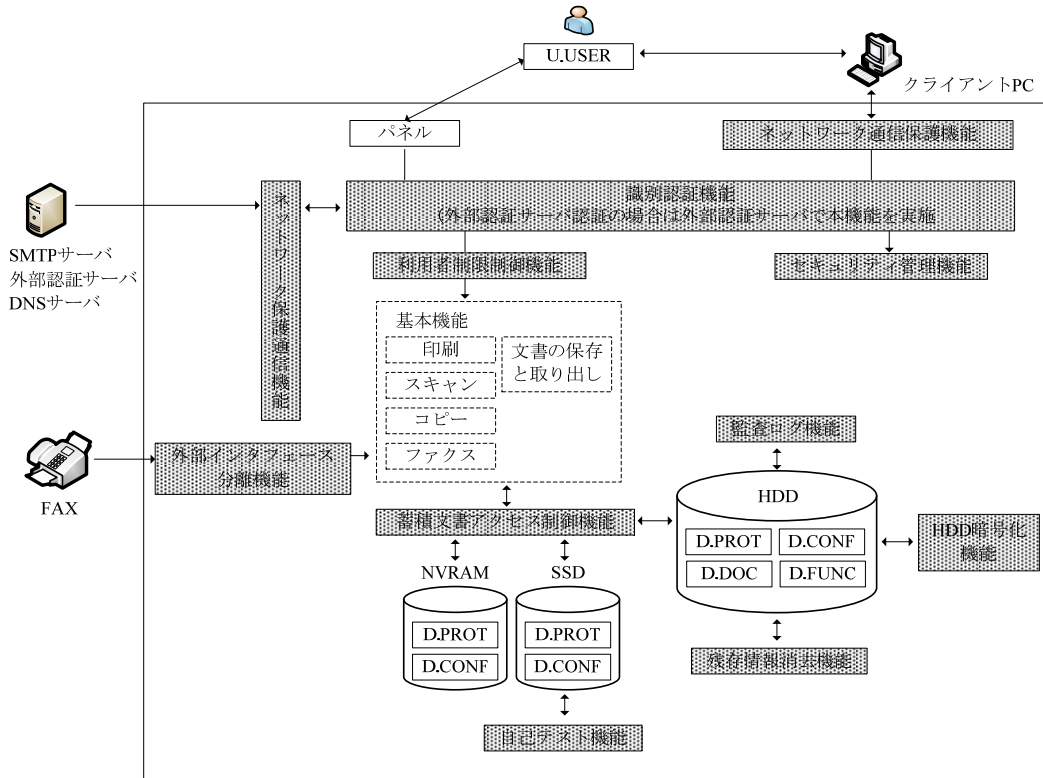 U.USER
クライアントPC
パネル
ネットワーク通信保護機能
識別認証機能
(外部認証サーバ認証の場合は外部認証サーバで本機能を実施
ネットワーク保護通信機能
SMTPサーバ
外部認証サーバ
DNSサーバ
利用者制限制御機能
セキュリティ管理機能
基本機能
印刷
文書の保存
と取り出し
スキャン
コピー
ファクス
監査ログ機能
外部インタフェース
分離機能
FAX
HDD
蓄積文書アクセス制御機能
D.PROT
D.CONF
D.DOC
D.FUNC
HDD暗号化
機能
NVRAM
SSD
D.PROT
D.CONF
D.PROT
D.CONF
残存情報消去機能
自己テスト機能